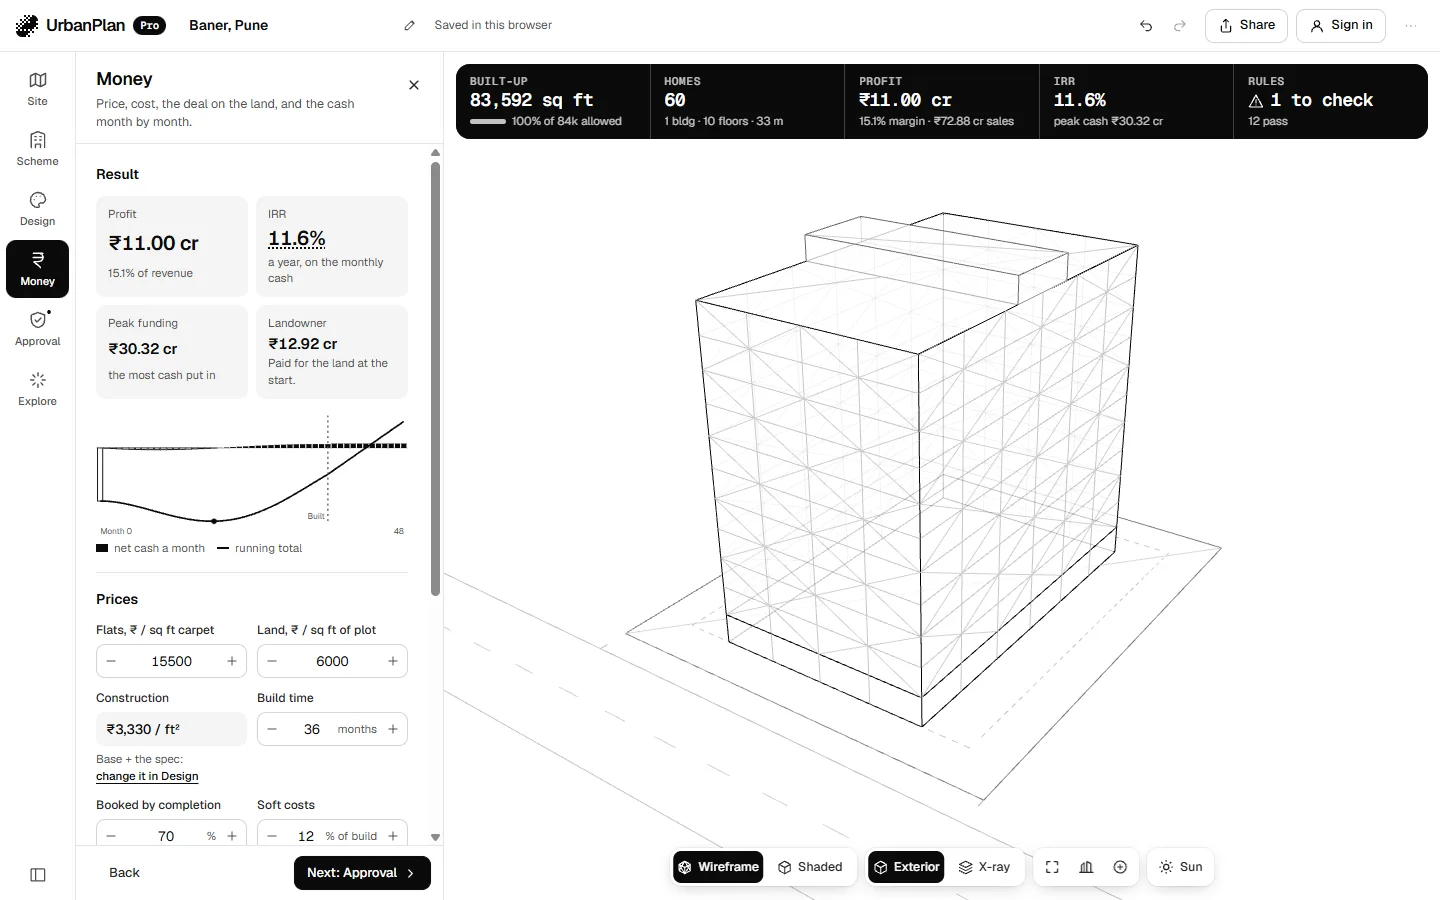 UrbanPlan Pro Baner, Pune Saved in this browser Share Sign in
Site
Scheme
Design
Money
Approval
Explore
Money
Price, cost, the deal on the land, and the cash
month by month.
Result
Profit
₹11.00 cr
15.1% of revenue
IRR
11.6%
a year, on the monthly
cash
Peak funding
₹30.32 cr
the most cash put in
Landowner
₹12.92 cr
Paid for the land at the
start.
Built
Month 0 48
net cash a month running total
Prices
Flats, ₹ / sq ft carpet
15500
Land, ₹ / sq ft of plot
6000
Construction
₹3,330 / ft²
Base + the spec:
change it in Design
Build time
36 months
Booked by completion
70 %
Soft costs
12 % of build
Back Next: Approval
BUILT-UP
83,592 sq ft
100% of 84k allowed
HOMES
60
1 bldg · 10 floors · 33 m
PROFIT
₹11.00 cr
15.1% margin · ₹72.88 cr sales
IRR
11.6%
peak cash ₹30.32 cr
RULES
1 to check
12 pass
Wireframe Shaded Exterior X-ray Sun